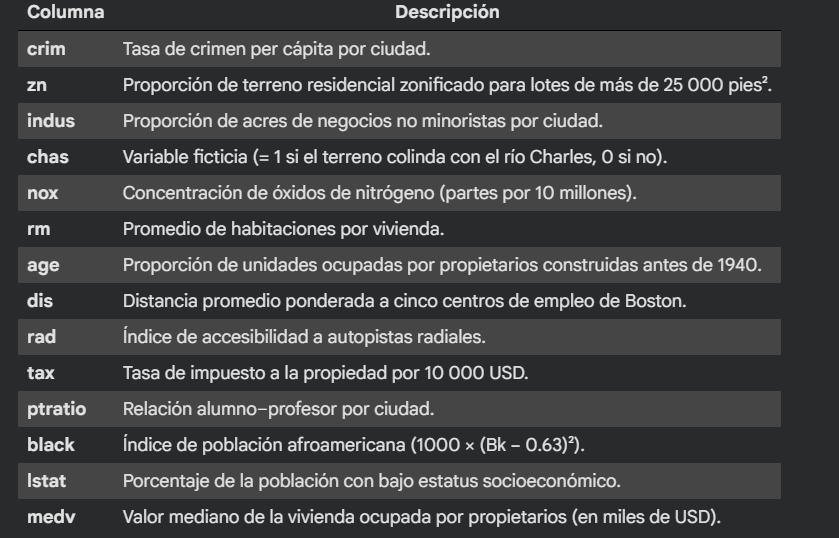 Columna Descripción
crim Tasa de crimen per cápita por ciudad.
zn Proporción de terreno residencial zonificado para lotes de más de 25 000 pies².
indus Proporción de acres de negocios no minoristas por ciudad.
chas Variable ficticia (= 1 si el terreno colinda con el río Charles, 0 si no).
nox Concentración de óxidos de nitrógeno (partes por 10 millones).
rm Promedio de habitaciones por vivienda.
age Proporción de unidades ocupadas por propietarios construidas antes de 1940.
dis Distancia promedio ponderada a cinco centros de empleo de Boston.
rad Índice de accesibilidad a autopistas radiales.
tax Tasa de impuesto a la propiedad por 10 000 USD.
ptratio Relación alumno–profesor por ciudad.
black Índice de población afroamericana (1000 × (Bk – 0.63)²).
lstat Porcentaje de la población con bajo estatus socioeconómico.
medv Valor mediano de la vivienda ocupada por propietarios (en miles de USD).